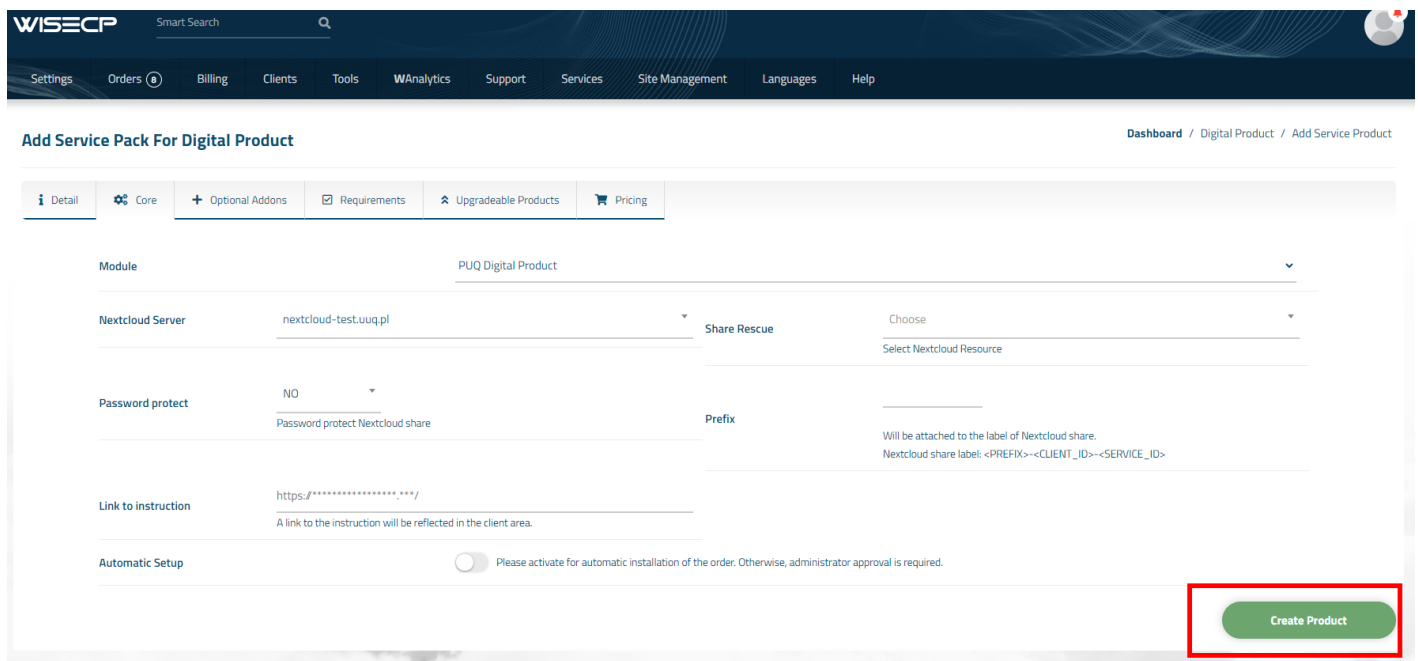 WISECP
Smart Search
Settings Orders 8 Billing Clients Tools WAnalytics Support Services Site Management Languages Help
Add Service Pack For Digital Product
Dashboard / Digital Product / Add Service Product
Detail Core Optional Addons Requirements Upgradeable Products Pricing
Module PUQ Digital Product
Nextcloud Server nextcloud-test.uuq.pl
Share Rescue Choose
Select Nextcloud Resource
Password protect NO
Password protect Nextcloud share
Prefix
Will be attached to the label of Nextcloud share.
Nextcloud share label: <PREFIX>-<CLIENT_ID>-<SERVICE_ID>
Link to instruction https://*****************.***/
A link to the instruction will be reflected in the client area.
Automatic Setup Please activate for automatic installation of the order. Otherwise, administrator approval is required.
Create Product